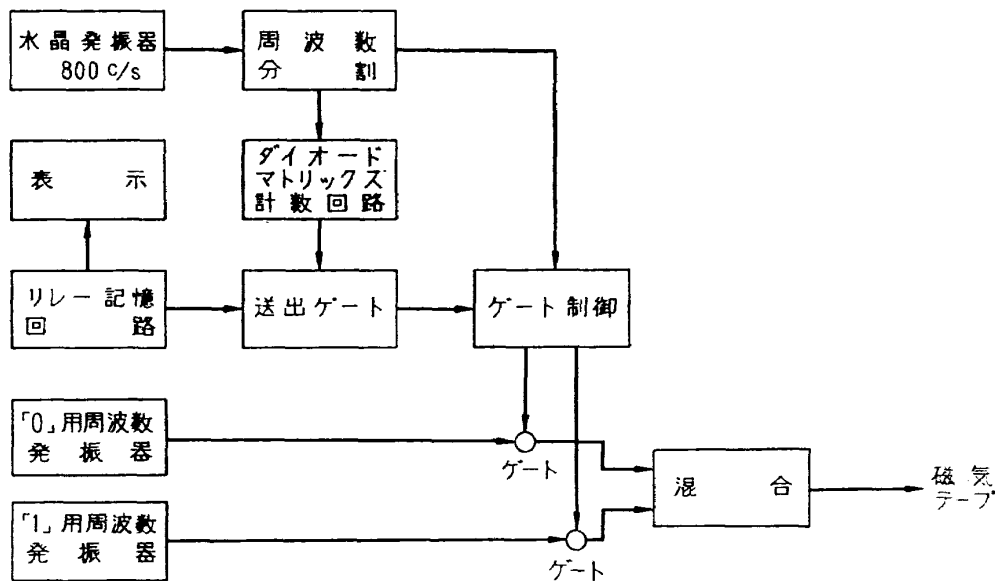 水晶発振器
800 c/s
周波数
分割
ダイオード
マトリックス
計数回路
表示
リレー記憶
回路
送出ゲート
ゲート制御
「0」用周波数
発振器
ゲート
混合
磁気
テープ
「1」用周波数
発振器
ゲート